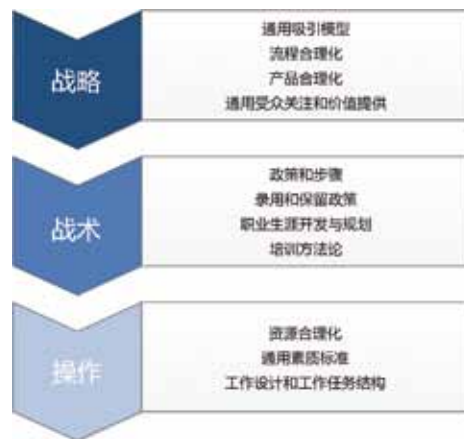 战略
通用吸引模型
流程合理化
产品合理化
通用受众关注和价值提供
战术
政策和步骤
录用和保留政策
职业生涯开发与规划
培训方法论
操作
资源合理化
通用素质标准
工作设计和工作任务结构